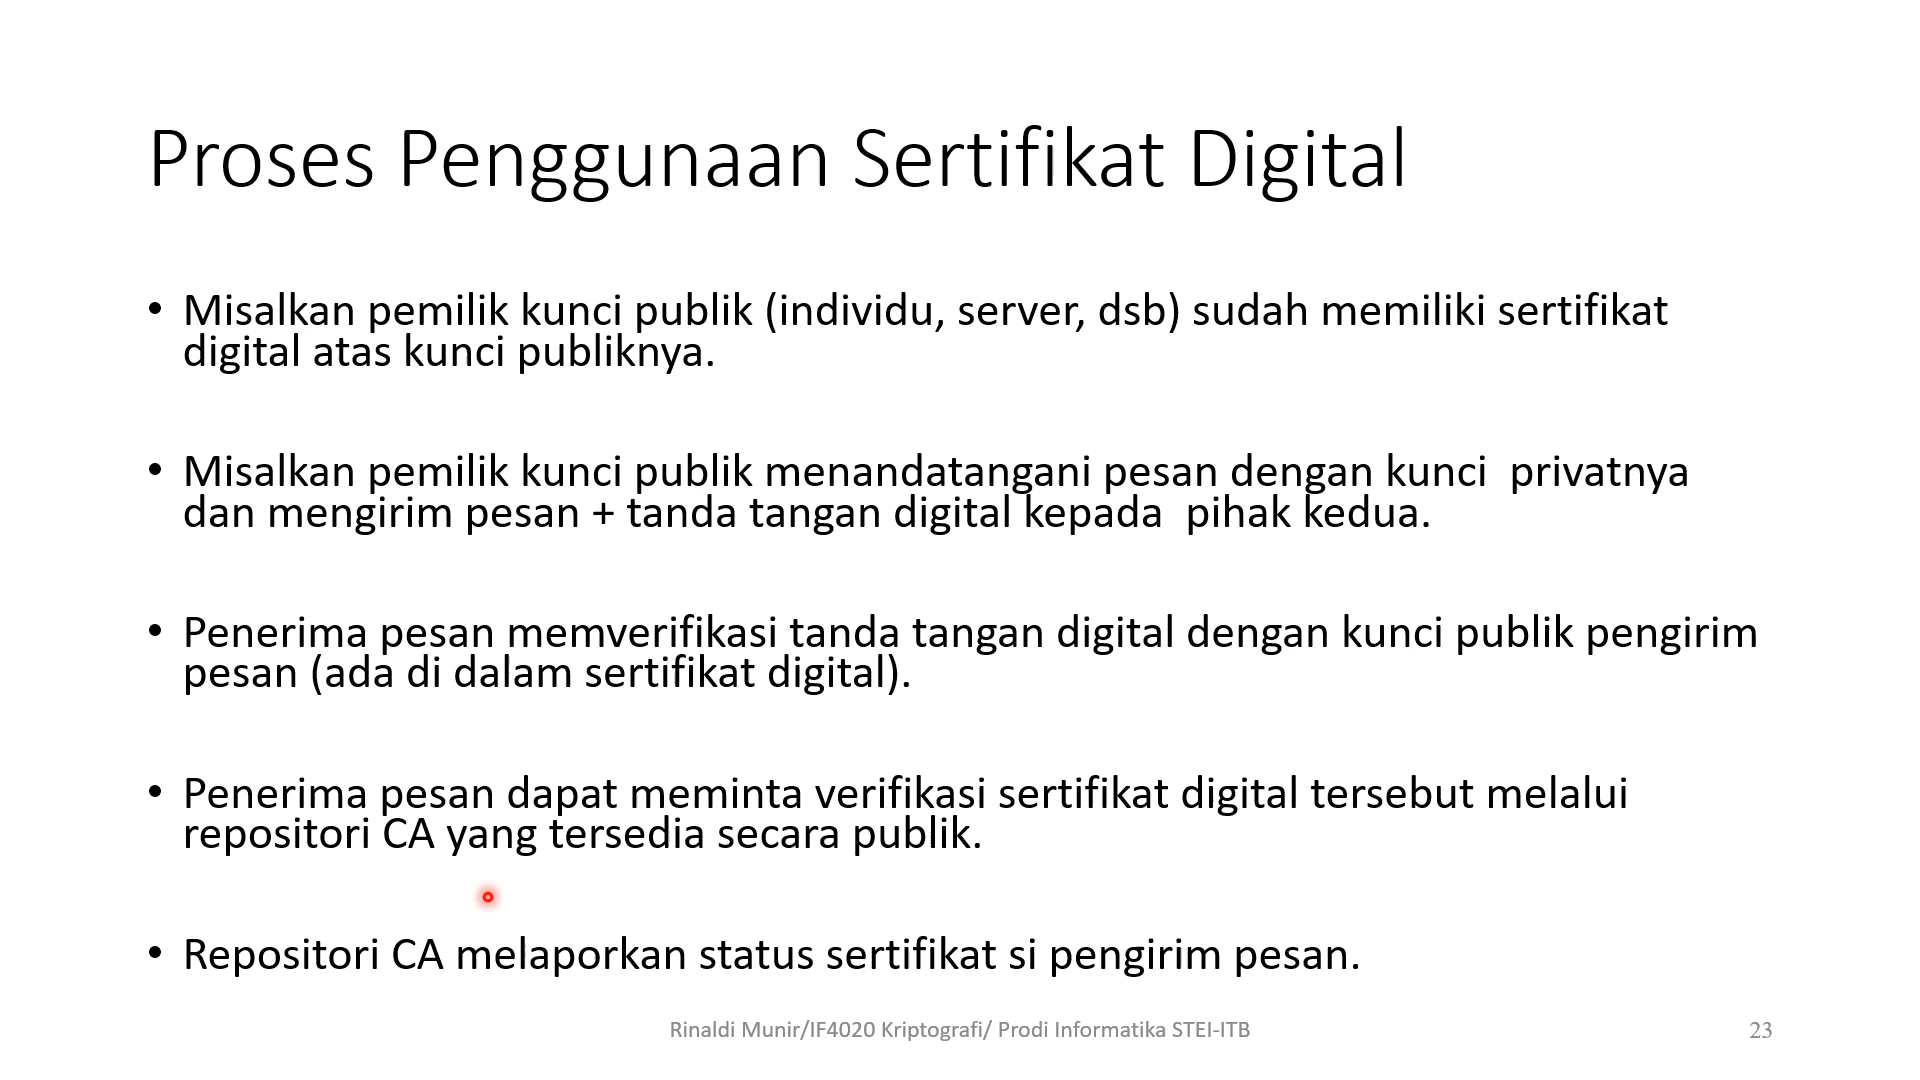 Proses Penggunaan Sertifikat Digital
• Misalkan pemilik kunci publik (individu, server, dsb) sudah memiliki sertifikat
digital atas kunci publiknya.
• Misalkan pemilik kunci publik menandatangani pesan dengan kunci  privatnya
dan mengirim pesan + tanda tangan digital kepada  pihak kedua.
• Penerima pesan memverifikasi tanda tangan digital dengan kunci publik pengirim
pesan (ada di dalam sertifikat digital).
• Penerima pesan dapat meminta verifikasi sertifikat digital tersebut melalui
repositori CA yang tersedia secara publik.
• Repositori CA melaporkan status sertifikat si pengirim pesan.
Rinaldi Munir/IF4020 Kriptografi/ Prodi Informatika STEI-ITB
23